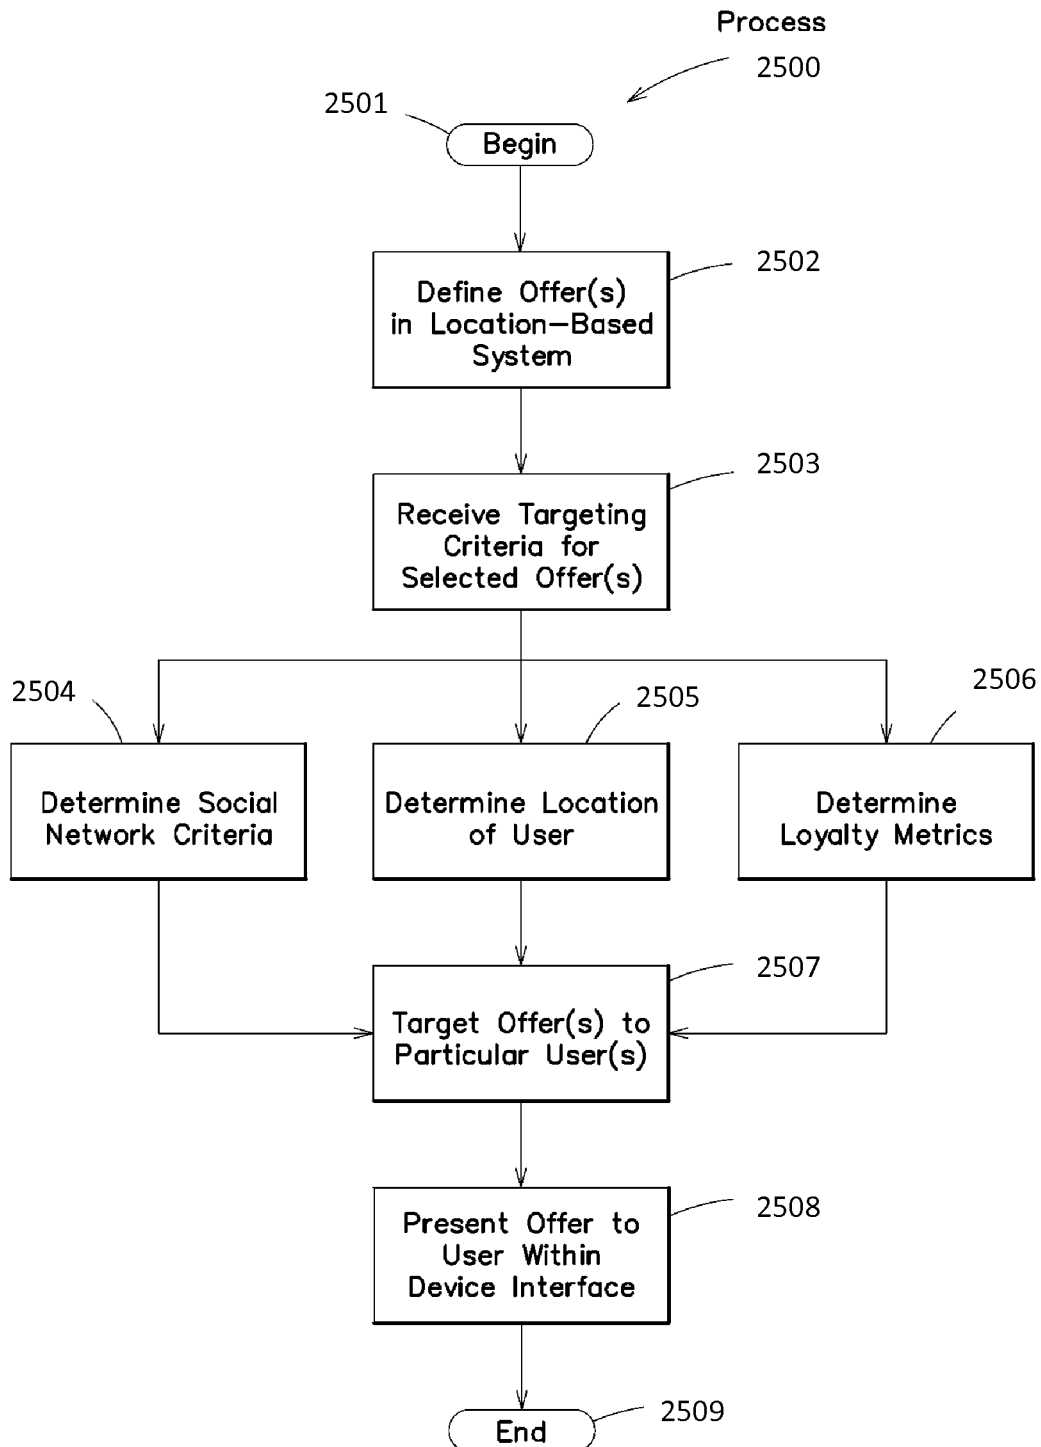 Process
2500
2501
Begin
2502
Define Offer(s)
in Location-Based
System
2503
Receive Targeting
Criteria for
Selected Offer(s)
2504
2505
2506
Determine Social
Network Criteria
Determine Location
of User
Determine
Loyalty Metrics
2507
Target Offer(s) to
Particular User(s)
2508
Present Offer to
User Within
Device Interface
2509
End